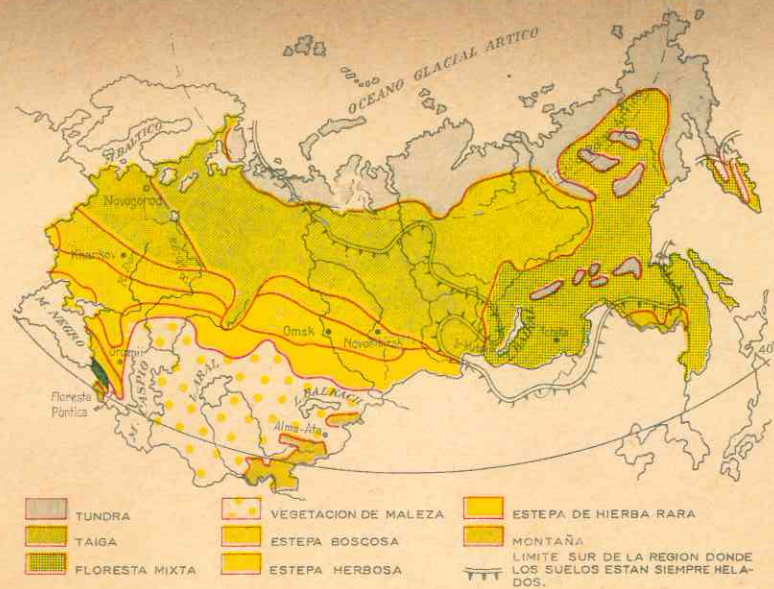 OCEANO GLACIAL ARTICO
BALTICO
Novogorod
Kharkov
M. NEGRO
Omsk
Novosibirsk
Floresta
Póntica
M. CASPIO
L. ARAL
L. BALKACH
Alma-Ata
40°
TUNDRA
TAIGA
FLORESTA MIXTA
VEGETACION DE MALEZA
ESTEPA BOSCOSA
ESTEPA HERBOSA
ESTEPA DE HIERBA RARA
MONTAÑA
LIMITE SUR DE LA REGION DONDE
LOS SUELOS ESTAN SIEMPRE HELA-
DOS.